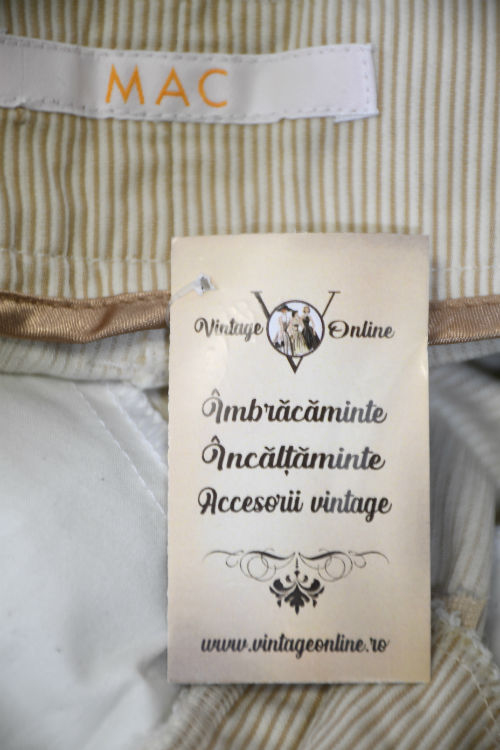 MAC
Vintage V Online
Îmbrăcăminte
Încălțăminte
Accesorii vintage
www.vintageonline.ro